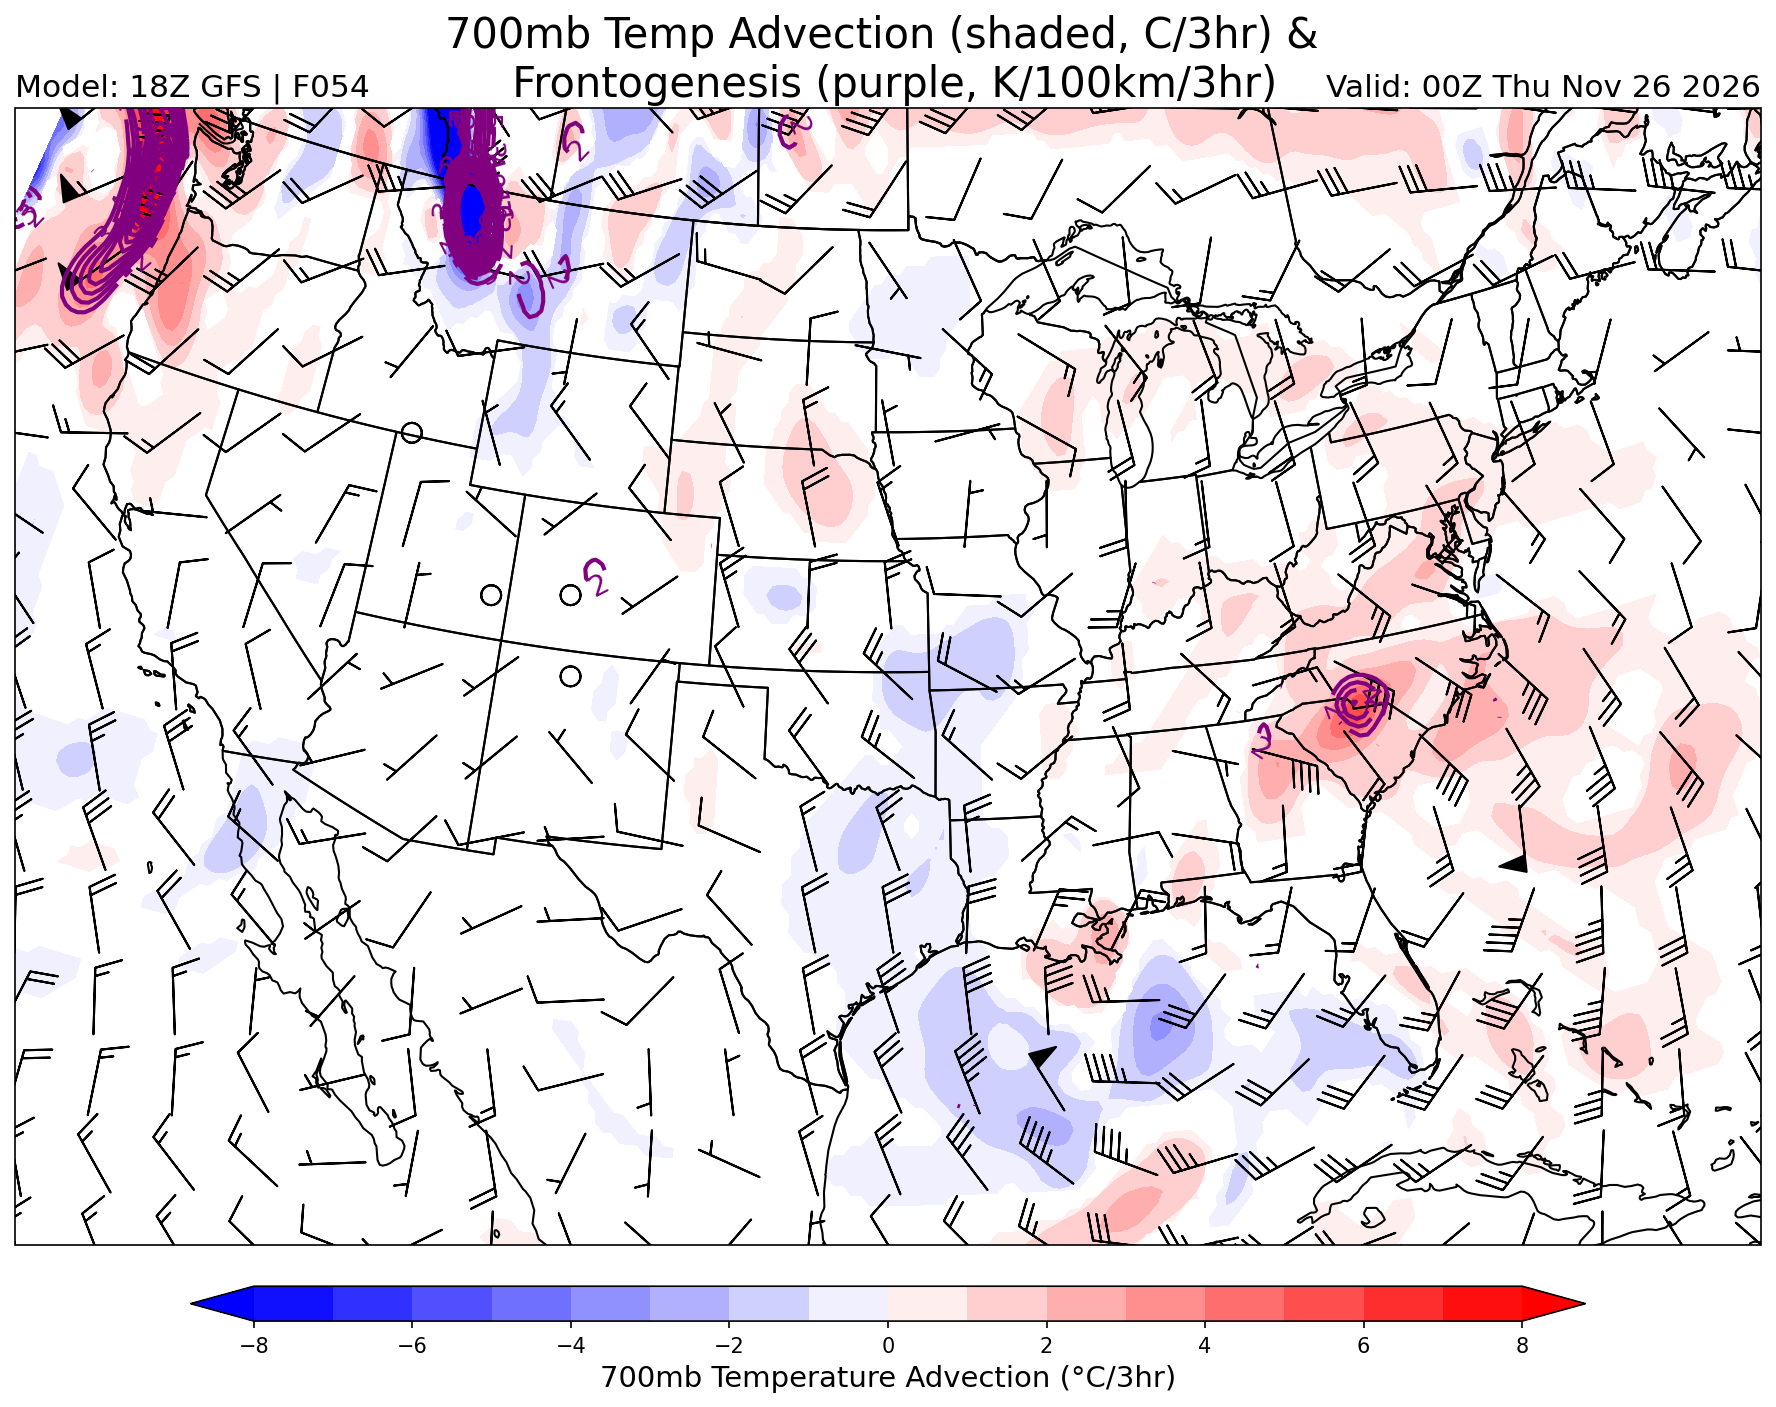 700mb Temp Advection (shaded, C/3hr) &
Model: 18Z GFS | F054
Frontogenesis (purple, K/100km/3hr)
Valid: 00Z Thu Nov 26 2026
−8 −6 −4 −2 0 2 4 6 8
700mb Temperature Advection (°C/3hr)